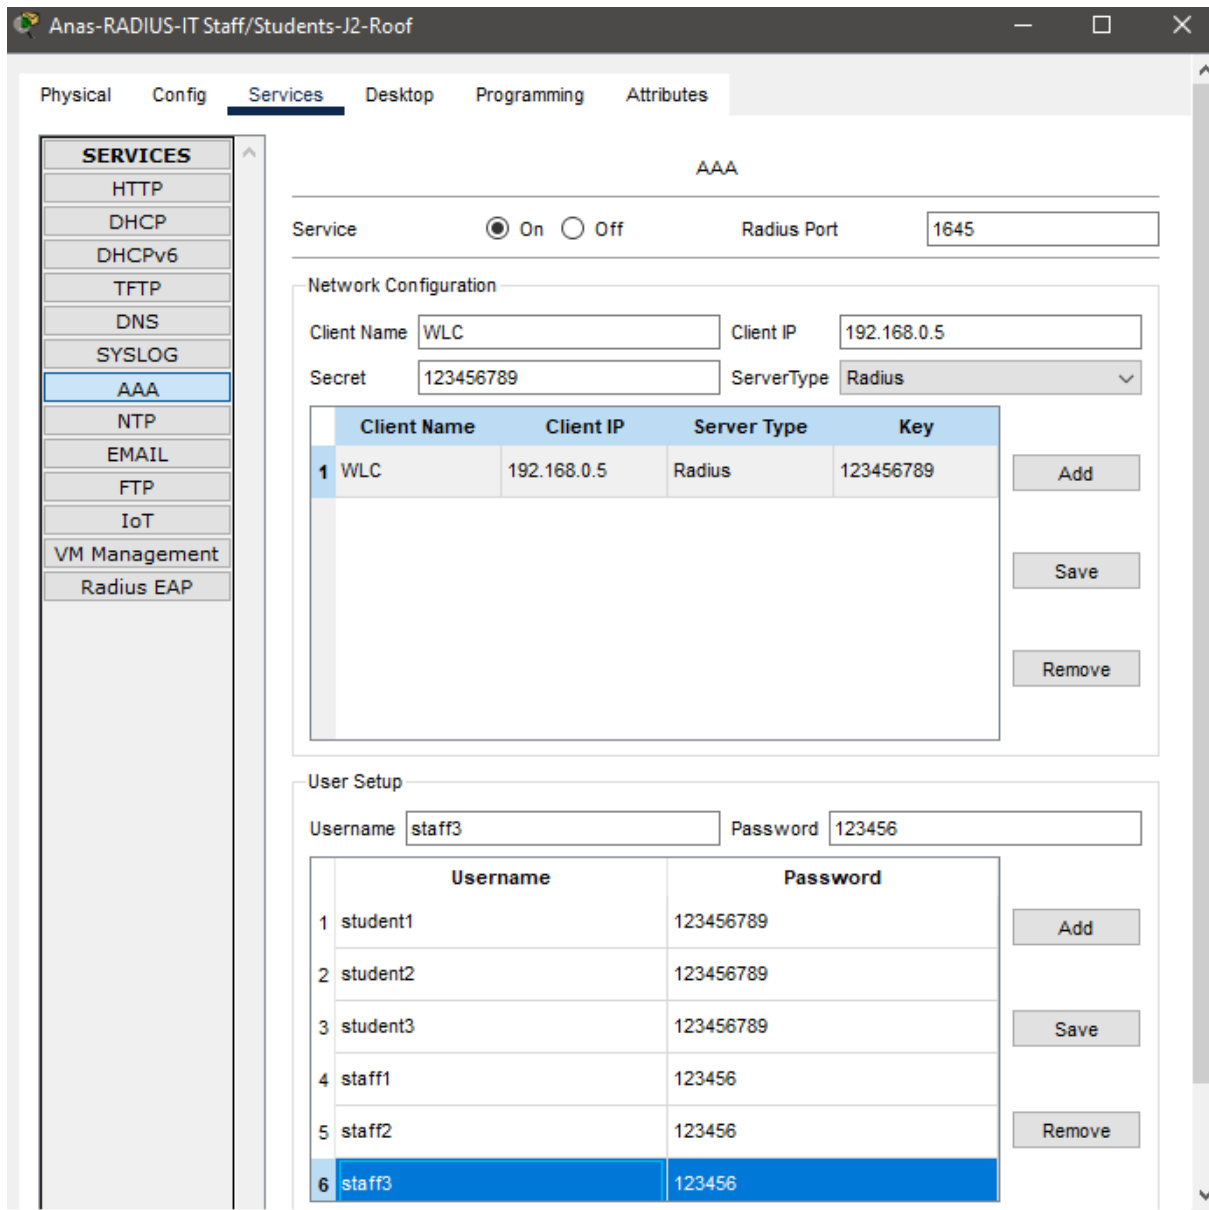 Anas-RADIUS-IT Staff/Students-J2-Roof
Physical Config Services Desktop Programming Attributes
SERVICES
HTTP
DHCP
DHCPv6
TFTP
DNS
SYSLOG
AAA
NTP
EMAIL
FTP
IoT
VM Management
Radius EAP
AAA
Service On Off Radius Port 1645
Network Configuration
Client Name WLC Client IP 192.168.0.5
Secret 123456789 ServerType Radius
Client Name Client IP Server Type Key
1 WLC 192.168.0.5 Radius 123456789
Add
Save
Remove
User Setup
Username staff3 Password 123456
Username Password
1 student1 123456789
2 student2 123456789
3 student3 123456789
4 staff1 123456
5 staff2 123456
6 staff3 123456
Add
Save
Remove